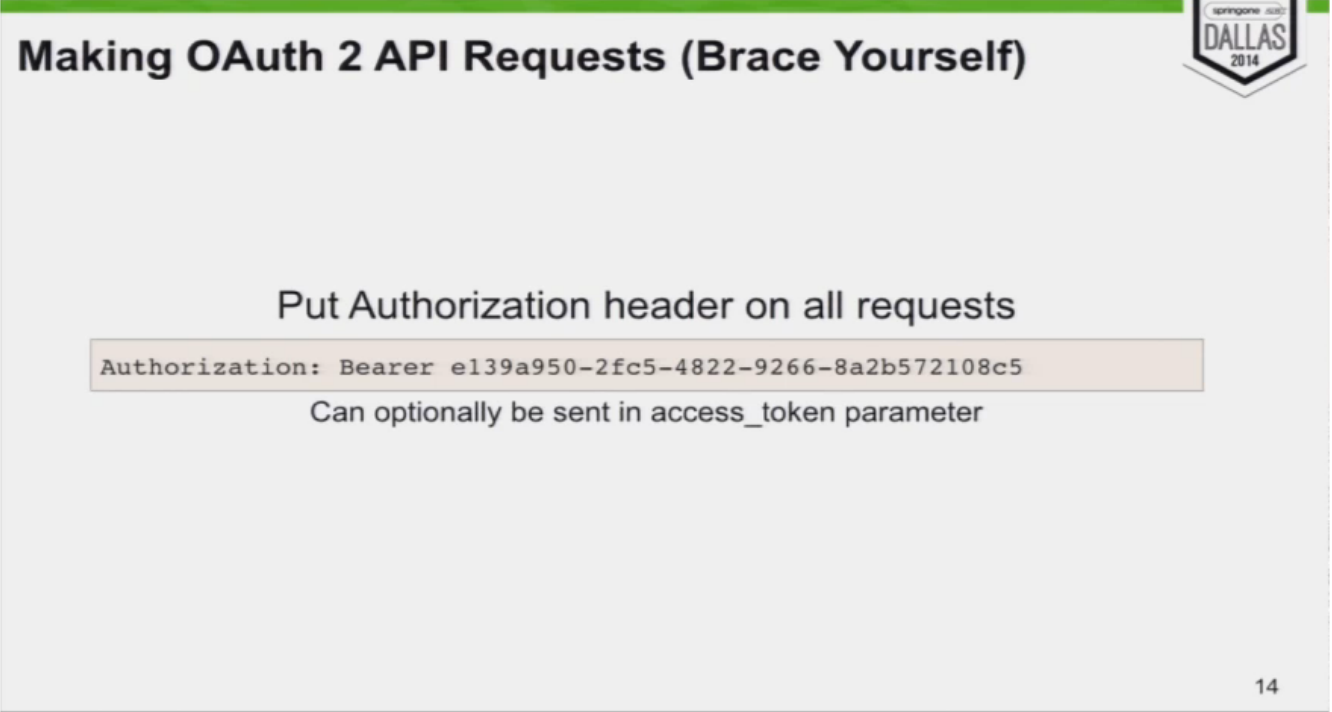 Making OAuth 2 API Requests (Brace Yourself)
springone
DALLAS
2014
Put Authorization header on all requests
Authorization: Bearer e139a950-2fc5-4822-9266-8a2b572108c5
Can optionally be sent in access_token parameter
14